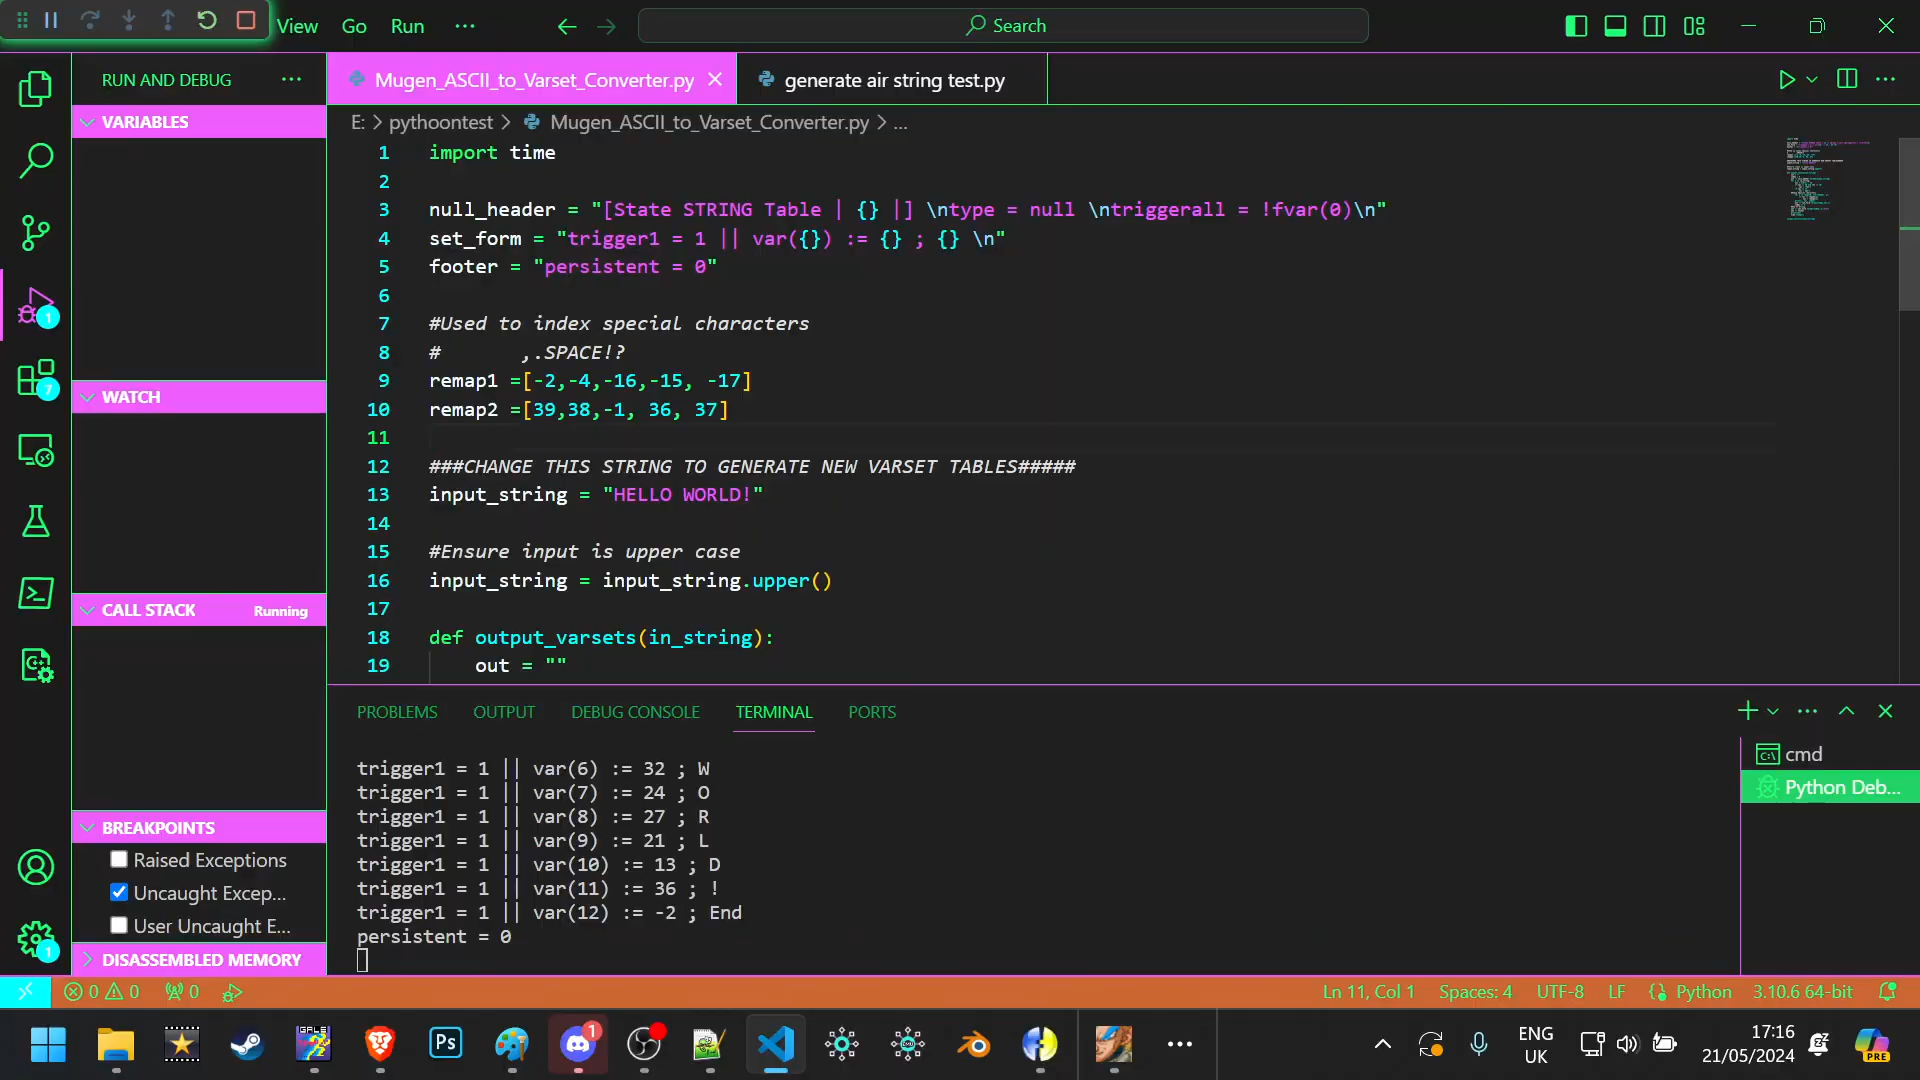 View Go Run ··· Search
RUN AND DEBUG ···
VARIABLES
WATCH
CALL STACK Running
BREAKPOINTS
Raised Exceptions
Uncaught Excep...
User Uncaught E...
DISASSEMBLED MEMORY
1
7
1
Mugen_ASCII_to_Varset_Converter.py
generate air string test.py
E: > pythoontest > Mugen_ASCII_to_Varset_Converter.py > ...
1 import time
2
3 null_header = "[State STRING Table | {} |] \ntype = null \ntriggerall = !fvar(0)\n"
4 set_form = "trigger1 = 1 || var({}) := {} ; {} \n"
5 footer = "persistent = 0"
6
7 #Used to index special characters
8 #       ,.SPACE!?
9 remap1 =[-2,-4,-16,-15, -17]
10 remap2 =[39,38,-1, 36, 37]
11
12 ###CHANGE THIS STRING TO GENERATE NEW VARSET TABLES#####
13 input_string = "HELLO WORLD!"
14
15 #Ensure input is upper case
16 input_string = input_string.upper()
17
18 def output_varsets(in_string):
19     out = ""
PROBLEMS OUTPUT DEBUG CONSOLE TERMINAL PORTS
trigger1 = 1 || var(6) := 32 ; W
trigger1 = 1 || var(7) := 24 ; O
trigger1 = 1 || var(8) := 27 ; R
trigger1 = 1 || var(9) := 21 ; L
trigger1 = 1 || var(10) := 13 ; D
trigger1 = 1 || var(11) := 36 ; !
trigger1 = 1 || var(12) := -2 ; End
persistent = 0
cmd
Python Deb...
0 0 0
Ln 11, Col 1 Spaces: 4 UTF-8 LF Python 3.10.6 64-bit
GALE
Ps
1
ENG
UK
17:16
21/05/2024
PRE